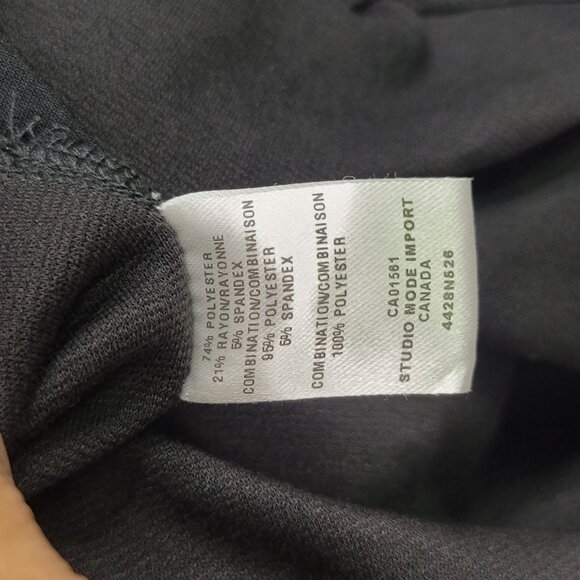 74% POLYESTER
21% RAYON/RAYONNE
5% SPANDEX
COMBINATION/COMBINAISON
95% POLYESTER
5% SPANDEX
COMBINATION/COMBINAISON
100% POLYESTER
CA01561
STUDIO MODE IMPORT
CANADA
4428N526